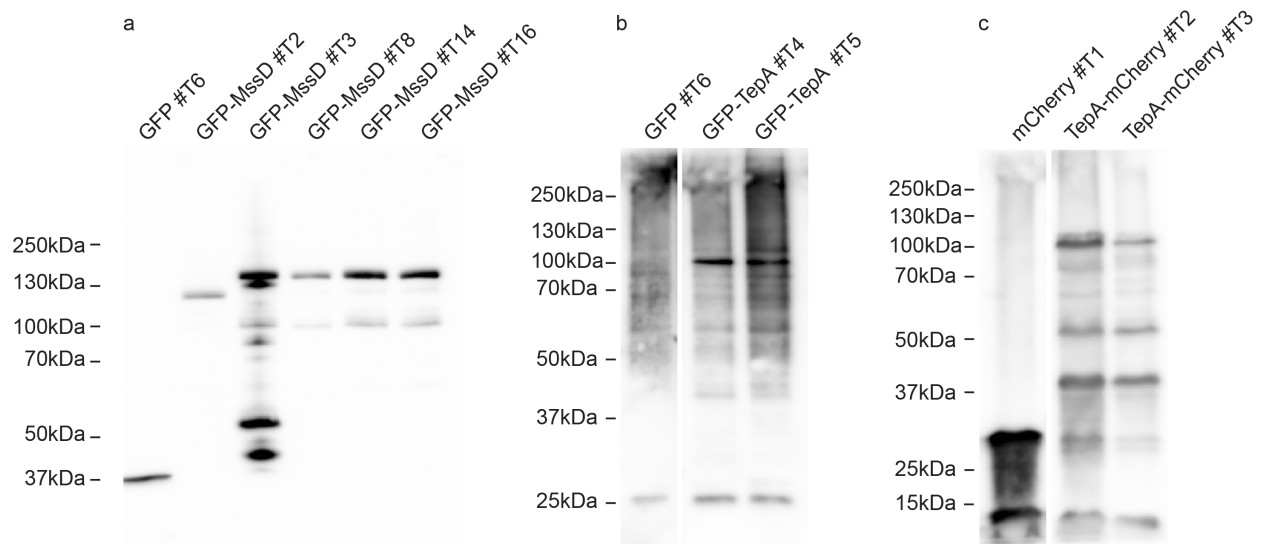 a
GFP #T6
GFP-MssD #T2
GFP-MssD #T3
GFP-MssD #T8
GFP-MssD #T14
GFP-MssD #T16
250kDa
130kDa
100kDa
70kDa
50kDa
37kDa
b
GFP #T6
GFP-TepA #T4
GFP-TepA #T5
250kDa
130kDa
100kDa
70kDa
50kDa
37kDa
25kDa
c
mCherry #T1
TepA-mCherry #T2
TepA-mCherry #T3
250kDa
130kDa
100kDa
70kDa
50kDa
37kDa
25kDa
15kDa